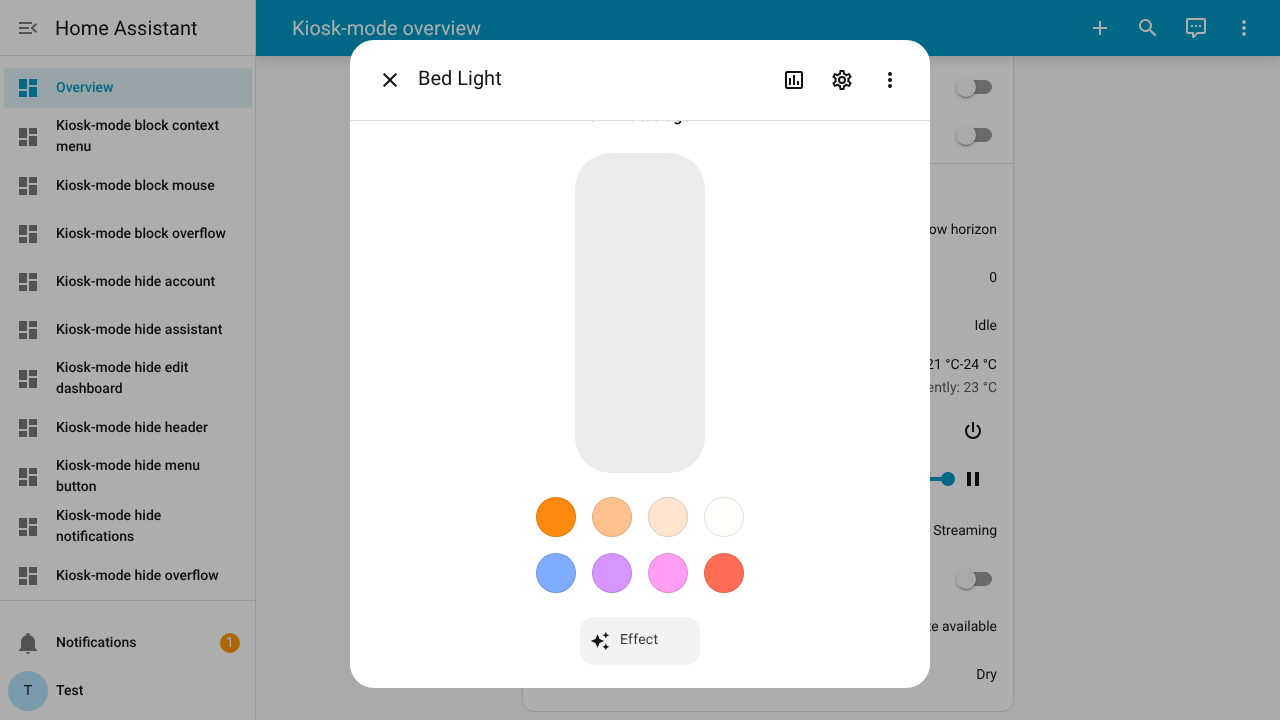 Home Assistant
Kiosk-mode overview
Overview
Kiosk-mode block context
menu
Kiosk-mode block mouse
Kiosk-mode block overflow
Kiosk-mode hide account
Kiosk-mode hide assistant
Kiosk-mode hide edit
dashboard
Kiosk-mode hide header
Kiosk-mode hide menu
button
Kiosk-mode hide
notifications
Kiosk-mode hide overflow
Notifications
1
T
Test
Bed Light
Effect
ow horizon
0
Idle
21 °C-24 °C
ently: 23 °C
Streaming
te available
Dry